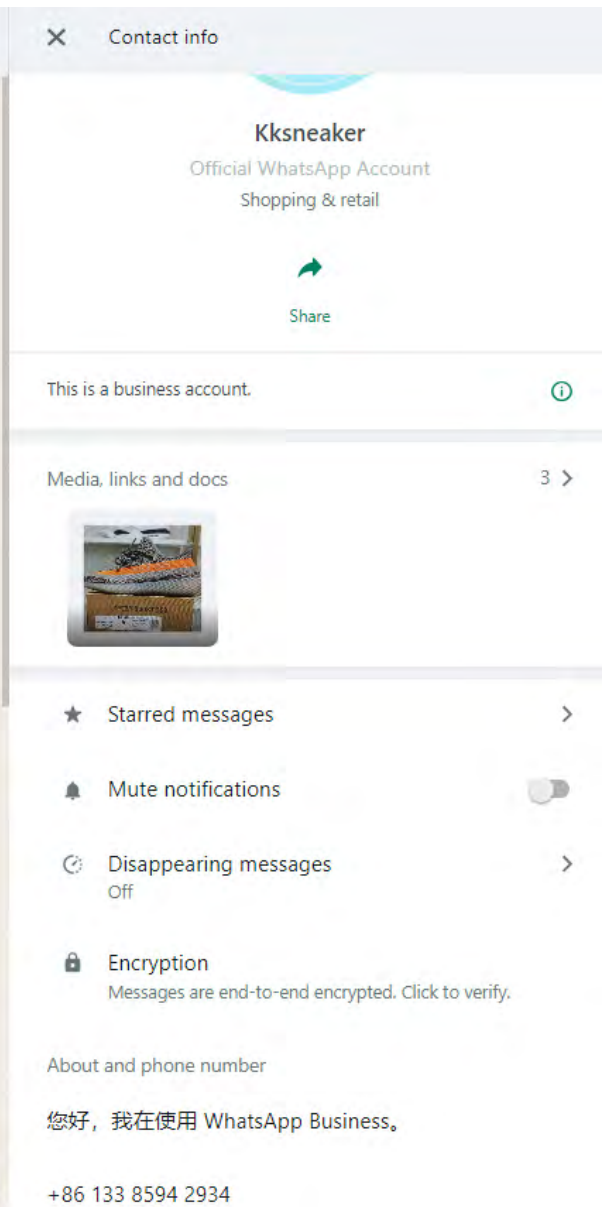 Contact info
Kksneaker
Official WhatsApp Account
Shopping & retail
Share
This is a business account.
Media, links and docs
3
Starred messages
Mute notifications
Disappearing messages
Off
Encryption
Messages are end-to-end encrypted. Click to verify.
About and phone number
您好，我在使用 WhatsApp Business。
+86 133 8594 2934